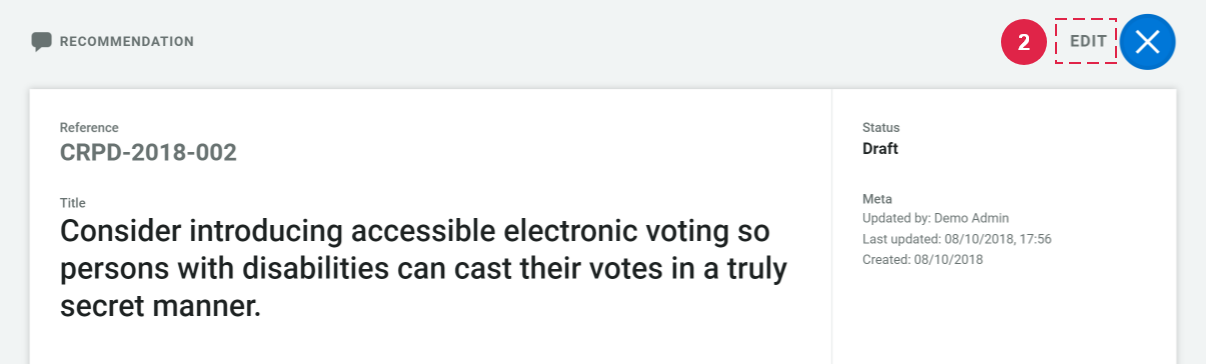 RECOMMENDATION
2
EDIT
Reference
CRPD-2018-002
Title
Consider introducing accessible electronic voting so
persons with disabilities can cast their votes in a truly
secret manner.
Status
Draft
Meta
Updated by: Demo Admin
Last updated: 08/10/2018, 17:56
Created: 08/10/2018